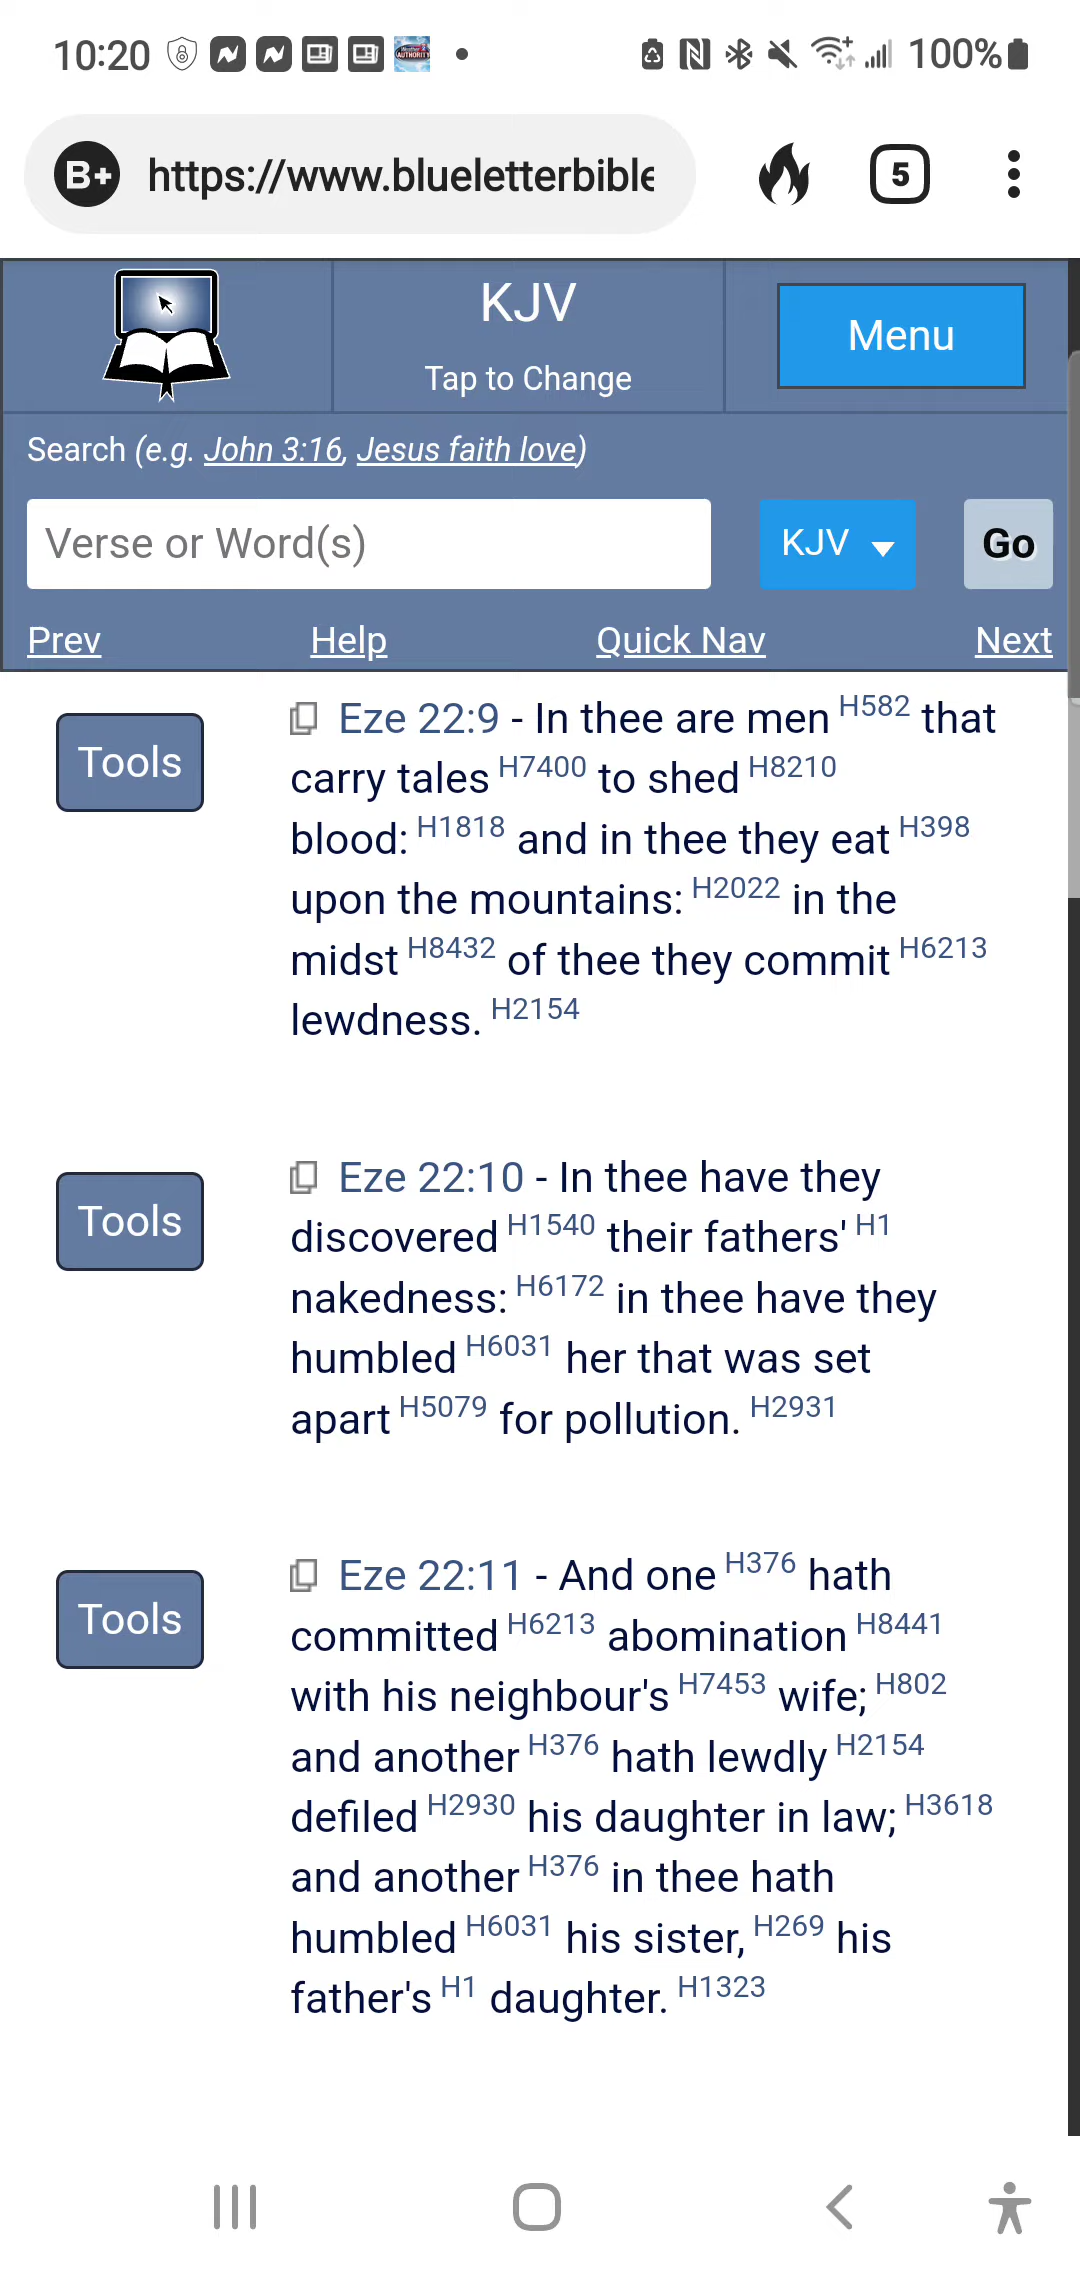 10:20 100%
B+ https://www.blueletterbible 5
KJV
Tap to Change
Menu
Search (e.g. John 3:16, Jesus faith love)
Verse or Word(s) KJV Go
Prev Help Quick Nav Next
Tools
Eze 22:9 - In thee are men H582 that
carry tales H7400 to shed H8210
blood: H1818 and in thee they eat H398
upon the mountains: H2022 in the
midst H8432 of thee they commit H6213
lewdness. H2154
Tools
Eze 22:10 - In thee have they
discovered H1540 their fathers' H1
nakedness: H6172 in thee have they
humbled H6031 her that was set
apart H5079 for pollution. H2931
Tools
Eze 22:11 - And one H376 hath
committed H6213 abomination H8441
with his neighbour's H7453 wife; H802
and another H376 hath lewdly H2154
defiled H2930 his daughter in law; H3618
and another H376 in thee hath
humbled H6031 his sister, H269 his
father's H1 daughter. H1323